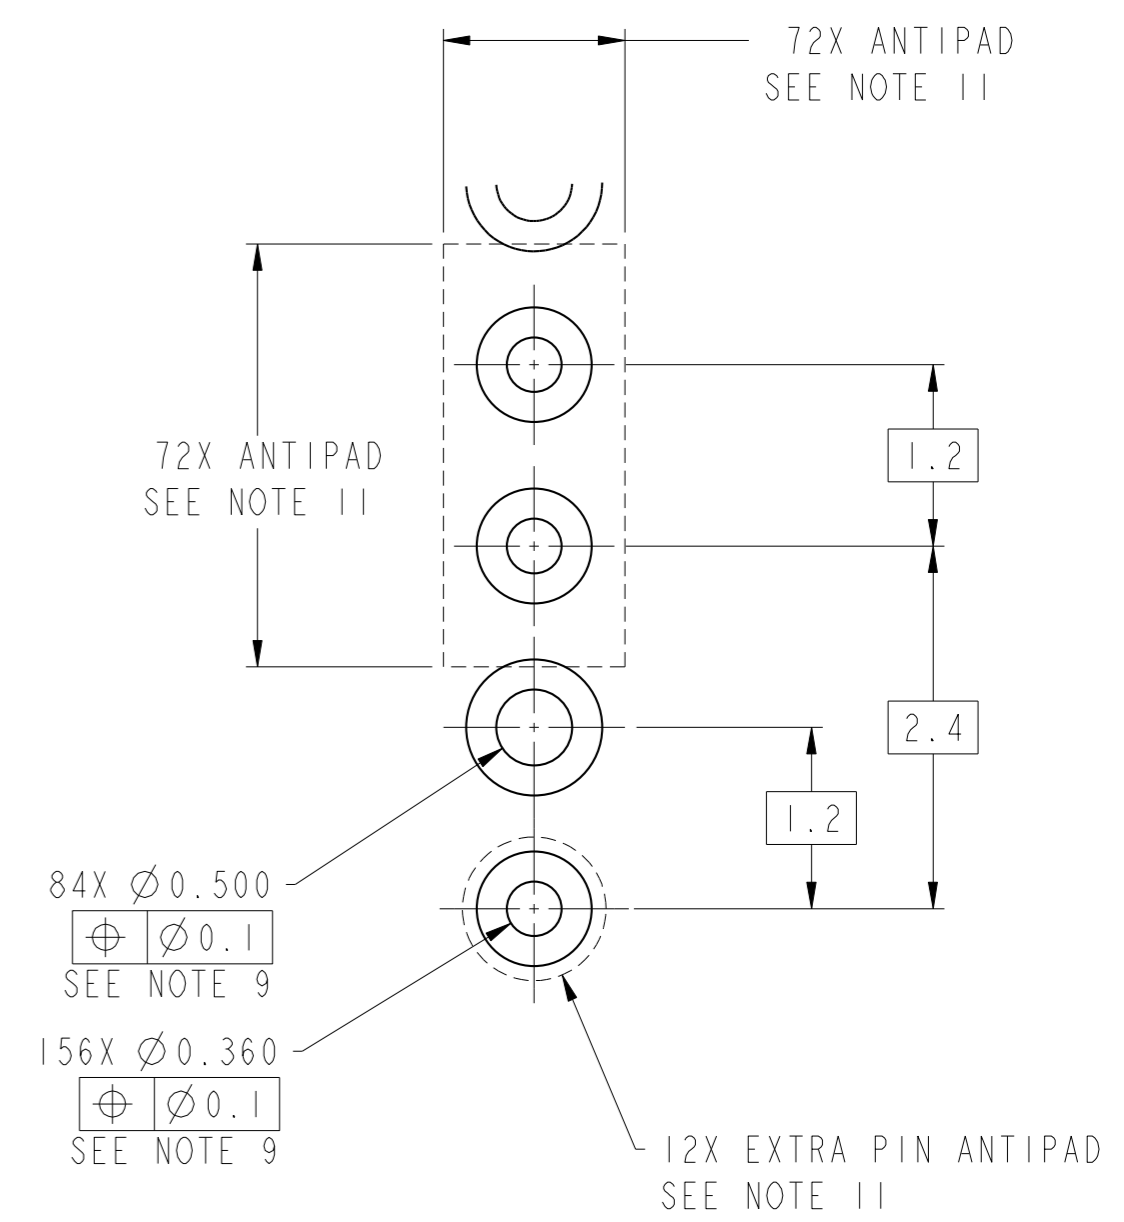 72X ANTIPAD
SEE NOTE 11
72X ANTIPAD
SEE NOTE 11
1.2
2.4
1.2
84X Ø0.500
⌖ Ø0.1
SEE NOTE 9
156X Ø0.360
⌖ Ø0.1
SEE NOTE 9
12X EXTRA PIN ANTIPAD
SEE NOTE 11